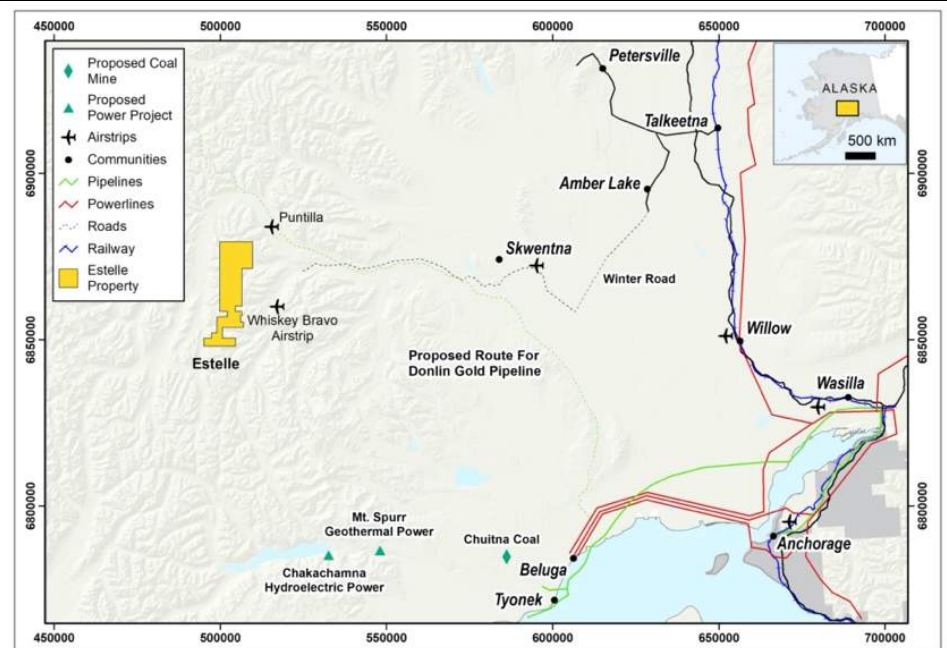 450000
500000
550000
600000
650000
700000
Proposed Coal
Mine
Proposed
Power Project
Airstrips
Communities
Pipelines
Powerlines
Roads
Railway
Estelle
Property
ALASKA
500 km
Petersville
Talkeetna
Amber Lake
6900000
6900000
Puntilla
Skwentna
Winter Road
Whiskey Bravo
Airstrip
Estelle
Willow
6850000
6850000
Proposed Route For
Donlin Gold Pipeline
Wasilla
6800000
6800000
Mt. Spurr
Geothermal Power
Chuitna Coal
Anchorage
Chakachamna
Hydroelectric Power
Beluga
Tyonek
450000
500000
550000
600000
650000
700000